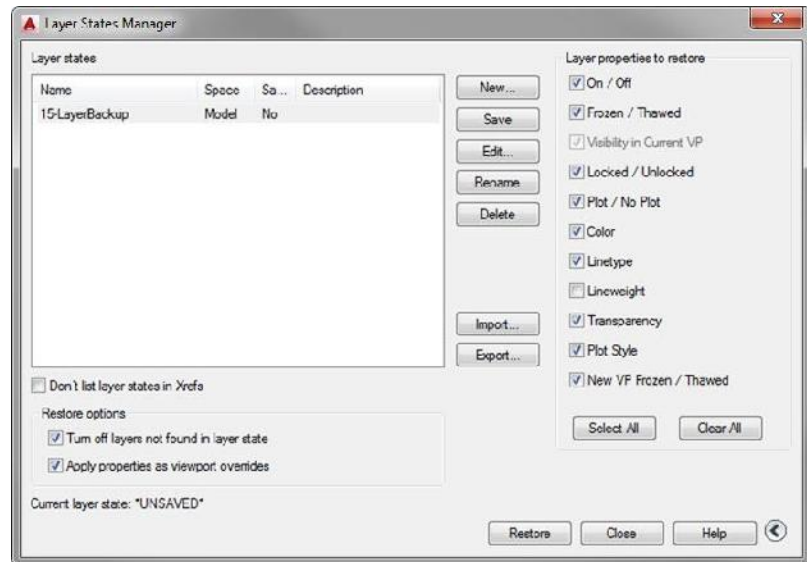 Layer States Manager
Layer states
Name Space Sa... Description
15-LayerBackup Model No
New...
Save
Edit...
Rename
Delete
Import...
Export...
Don't list layer states in Xrefs
Restore options
Turn off layers not found in layer state
Apply properties as viewport overrides
Current layer state: "UNSAVED"
Layer properties to restore
On / Off
Frozen / Thawed
Visibility in Current VP
Locked / Unlocked
Plot / No Plot
Color
Linetype
Lineweight
Transparency
Plot Style
New VP Frozen / Thawed
Select All Clear All
Restore Close Help